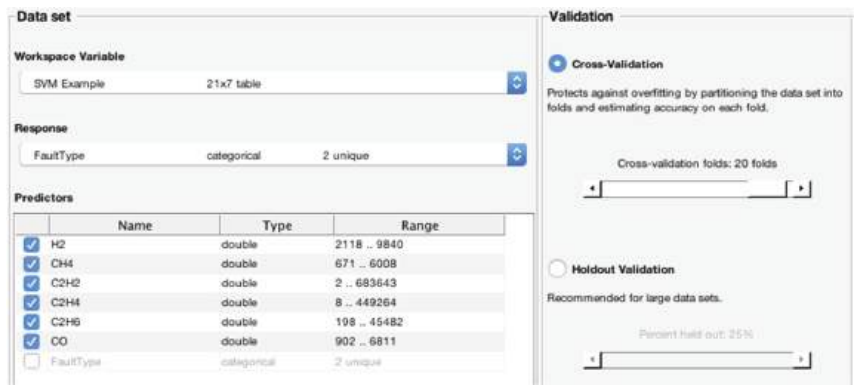 Data set
Workspace Variable
SVM Example 21x7 table
Response
FaultType categorical 2 unique
Predictors
Name Type Range
H2 double 2118 .. 9840
CH4 double 671 .. 6008
C2H2 double 2 .. 683643
C2H4 double 8 .. 449264
C2H6 double 198 .. 45482
CO double 902 .. 6811
FaultType categorical 2 unique
Validation
Cross-Validation
Protects against overfitting by partitioning the data set into
folds and estimating accuracy on each fold.
Cross-validation folds: 20 folds
Holdout Validation
Recommended for large data sets.
Percent held out: 25%